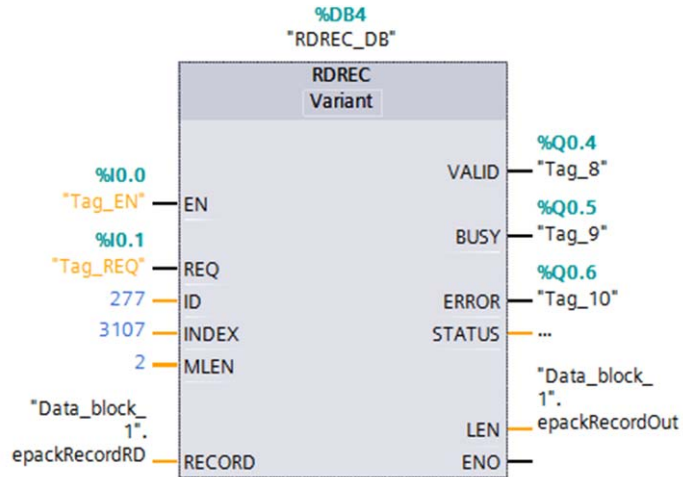 %DB4
"RDREC_DB"
RDREC
Variant
%Q0.4
VALID "Tag_8"
%I0.0
"Tag_EN" EN
%Q0.5
BUSY "Tag_9"
%I0.1
"Tag_REQ" REQ
%Q0.6
277 ID ERROR "Tag_10"
3107 INDEX STATUS ...
2 MLEN
"Data_block_
1".
epackRecordRD RECORD
"Data_block_
1".
LEN epackRecordOut
ENO